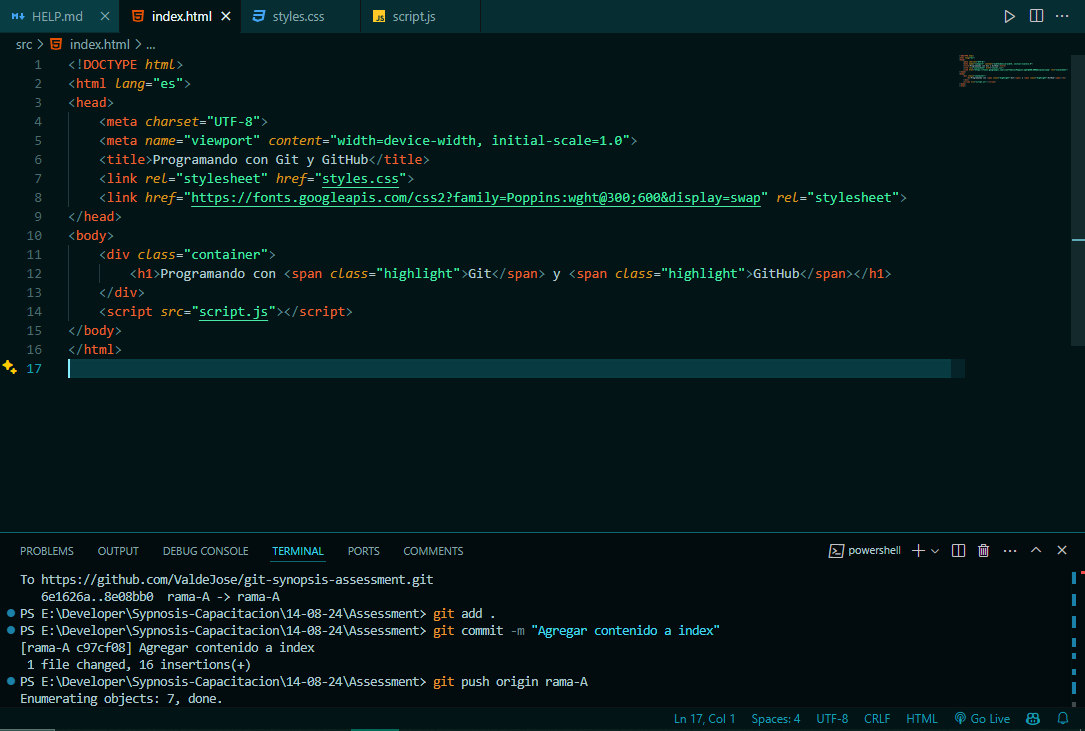 HELP.md index.html styles.css script.js
src > index.html > ...
1 <!DOCTYPE html>
2 <html lang="es">
3 <head>
4 <meta charset="UTF-8">
5 <meta name="viewport" content="width=device-width, initial-scale=1.0">
6 <title>Programando con Git y GitHub</title>
7 <link rel="stylesheet" href="styles.css">
8 <link href="https://fonts.googleapis.com/css2?family=Poppins:wght@300;600&display=swap" rel="stylesheet">
9 </head>
10 <body>
11 <div class="container">
12 <h1>Programando con <span class="highlight">Git</span> y <span class="highlight">GitHub</span></h1>
13 </div>
14 <script src="script.js"></script>
15 </body>
16 </html>
17
PROBLEMS OUTPUT DEBUG CONSOLE TERMINAL PORTS COMMENTS powershell
To https://github.com/ValdeJose/git-synopsis-assessment.git
6e1626a..8e08bb0 rama-A -> rama-A
PS E:\Developer\Sypnosis-Capacitacion\14-08-24\Assessment> git add .
PS E:\Developer\Sypnosis-Capacitacion\14-08-24\Assessment> git commit -m "Agregar contenido a index"
[rama-A c97cf08] Agregar contenido a index
1 file changed, 16 insertions(+)
PS E:\Developer\Sypnosis-Capacitacion\14-08-24\Assessment> git push origin rama-A
Enumerating objects: 7, done.
Ln 17, Col 1 Spaces: 4 UTF-8 CRLF HTML Go Live